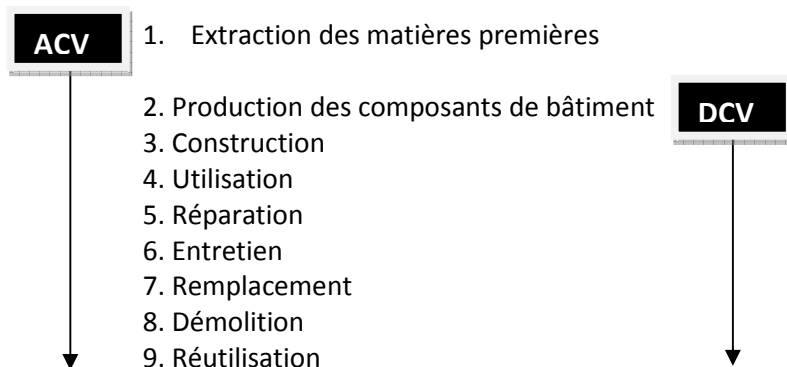 ACV
1. Extraction des matières premières
2. Production des composants de bâtiment
DCV
3. Construction
4. Utilisation
5. Réparation
6. Entretien
7. Remplacement
8. Démolition
9. Réutilisation